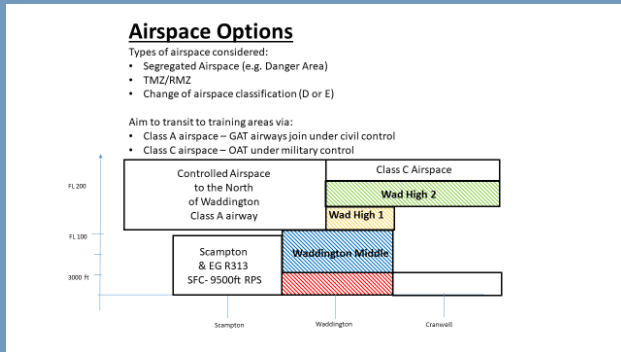 Airspace Options
Types of airspace considered:
• Segregated Airspace (e.g. Danger Area)
• TMZ/RMZ
• Change of airspace classification (D or E)
Aim to transit to training areas via:
• Class A airspace – GAT airways join under civil control
• Class C airspace – OAT under military control
Controlled Airspace
to the North
of Waddington
Class A airway
Class C Airspace
FL 200
Wad High 2
Wad High 1
FL 100
Scampton
& EG R313
SFC- 9500ft RPS
Waddington Middle
3000 ft
Scampton
Waddington
Cranwell